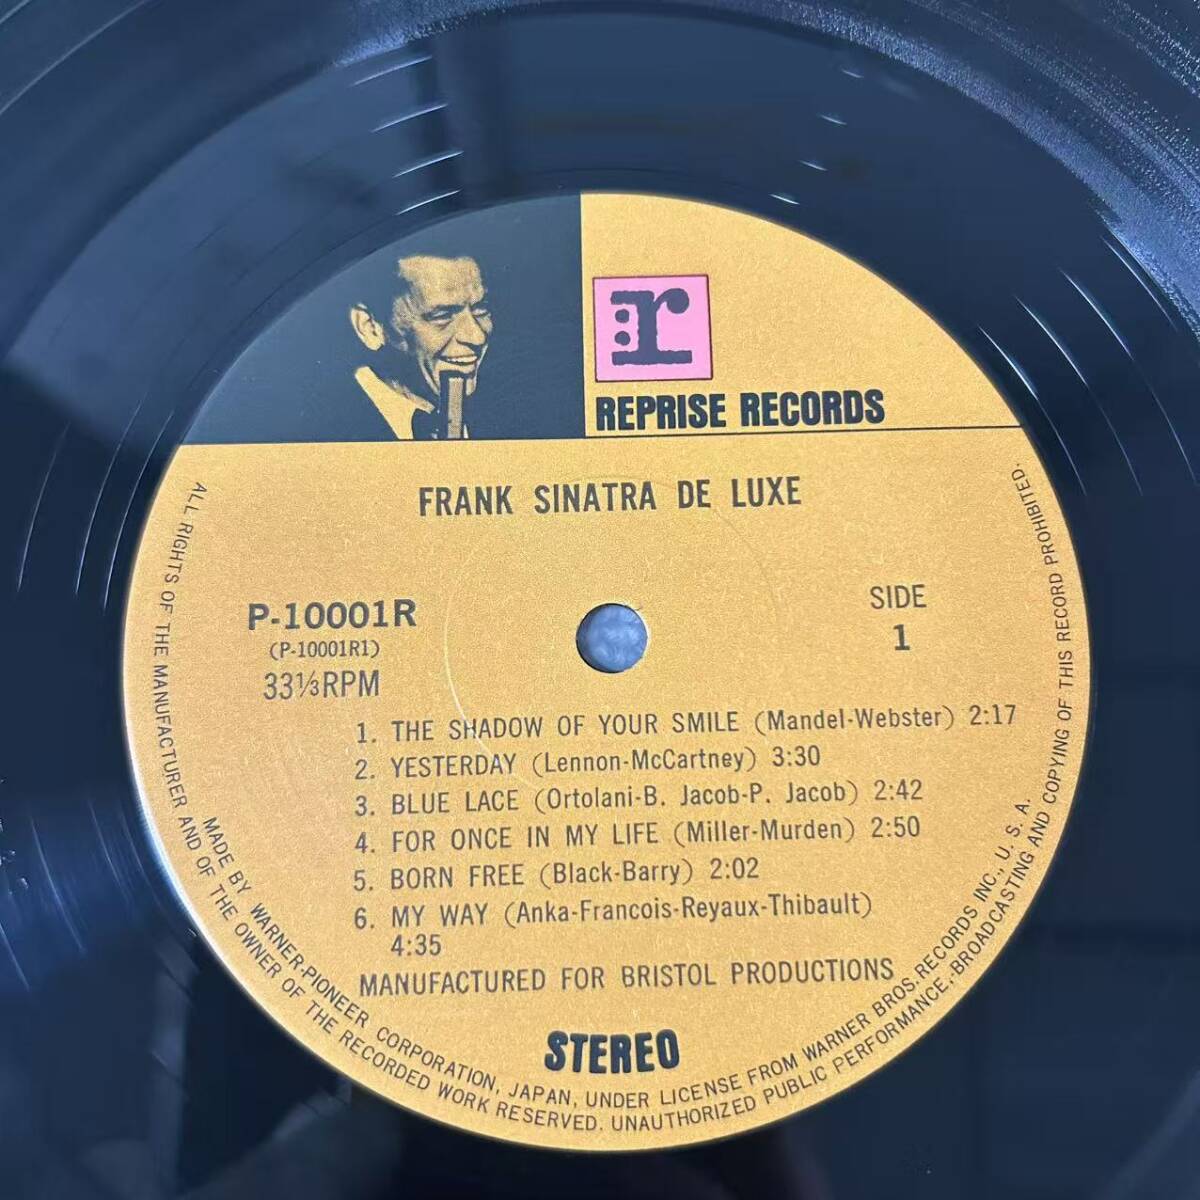 r
REPRISE RECORDS
FRANK SINATRA DE LUXE
P-10001R
(P-10001R1)
33⅓RPM
SIDE
1
1. THE SHADOW OF YOUR SMILE (Mandel-Webster) 2:17
2. YESTERDAY (Lennon-McCartney) 3:30
3. BLUE LACE (Ortolani-B. Jacob-P. Jacob) 2:42
4. FOR ONCE IN MY LIFE (Miller-Murden) 2:50
5. BORN FREE (Black-Barry) 2:02
6. MY WAY (Anka-Francois-Reyaux-Thibault)
4:35
MANUFACTURED FOR BRISTOL PRODUCTIONS
STEREO
MADE BY WARNER-PIONEER CORPORATION, JAPAN, UNDER LICENSE FROM WARNER BROS. RECORDS INC., U. S. A.
ALL RIGHTS OF THE MANUFACTURER AND OF THE OWNER OF THE RECORDED WORK RESERVED. UNAUTHORIZED PUBLIC PERFORMANCE, BROADCASTING AND COPYING OF THIS RECORD PROHIBITED.